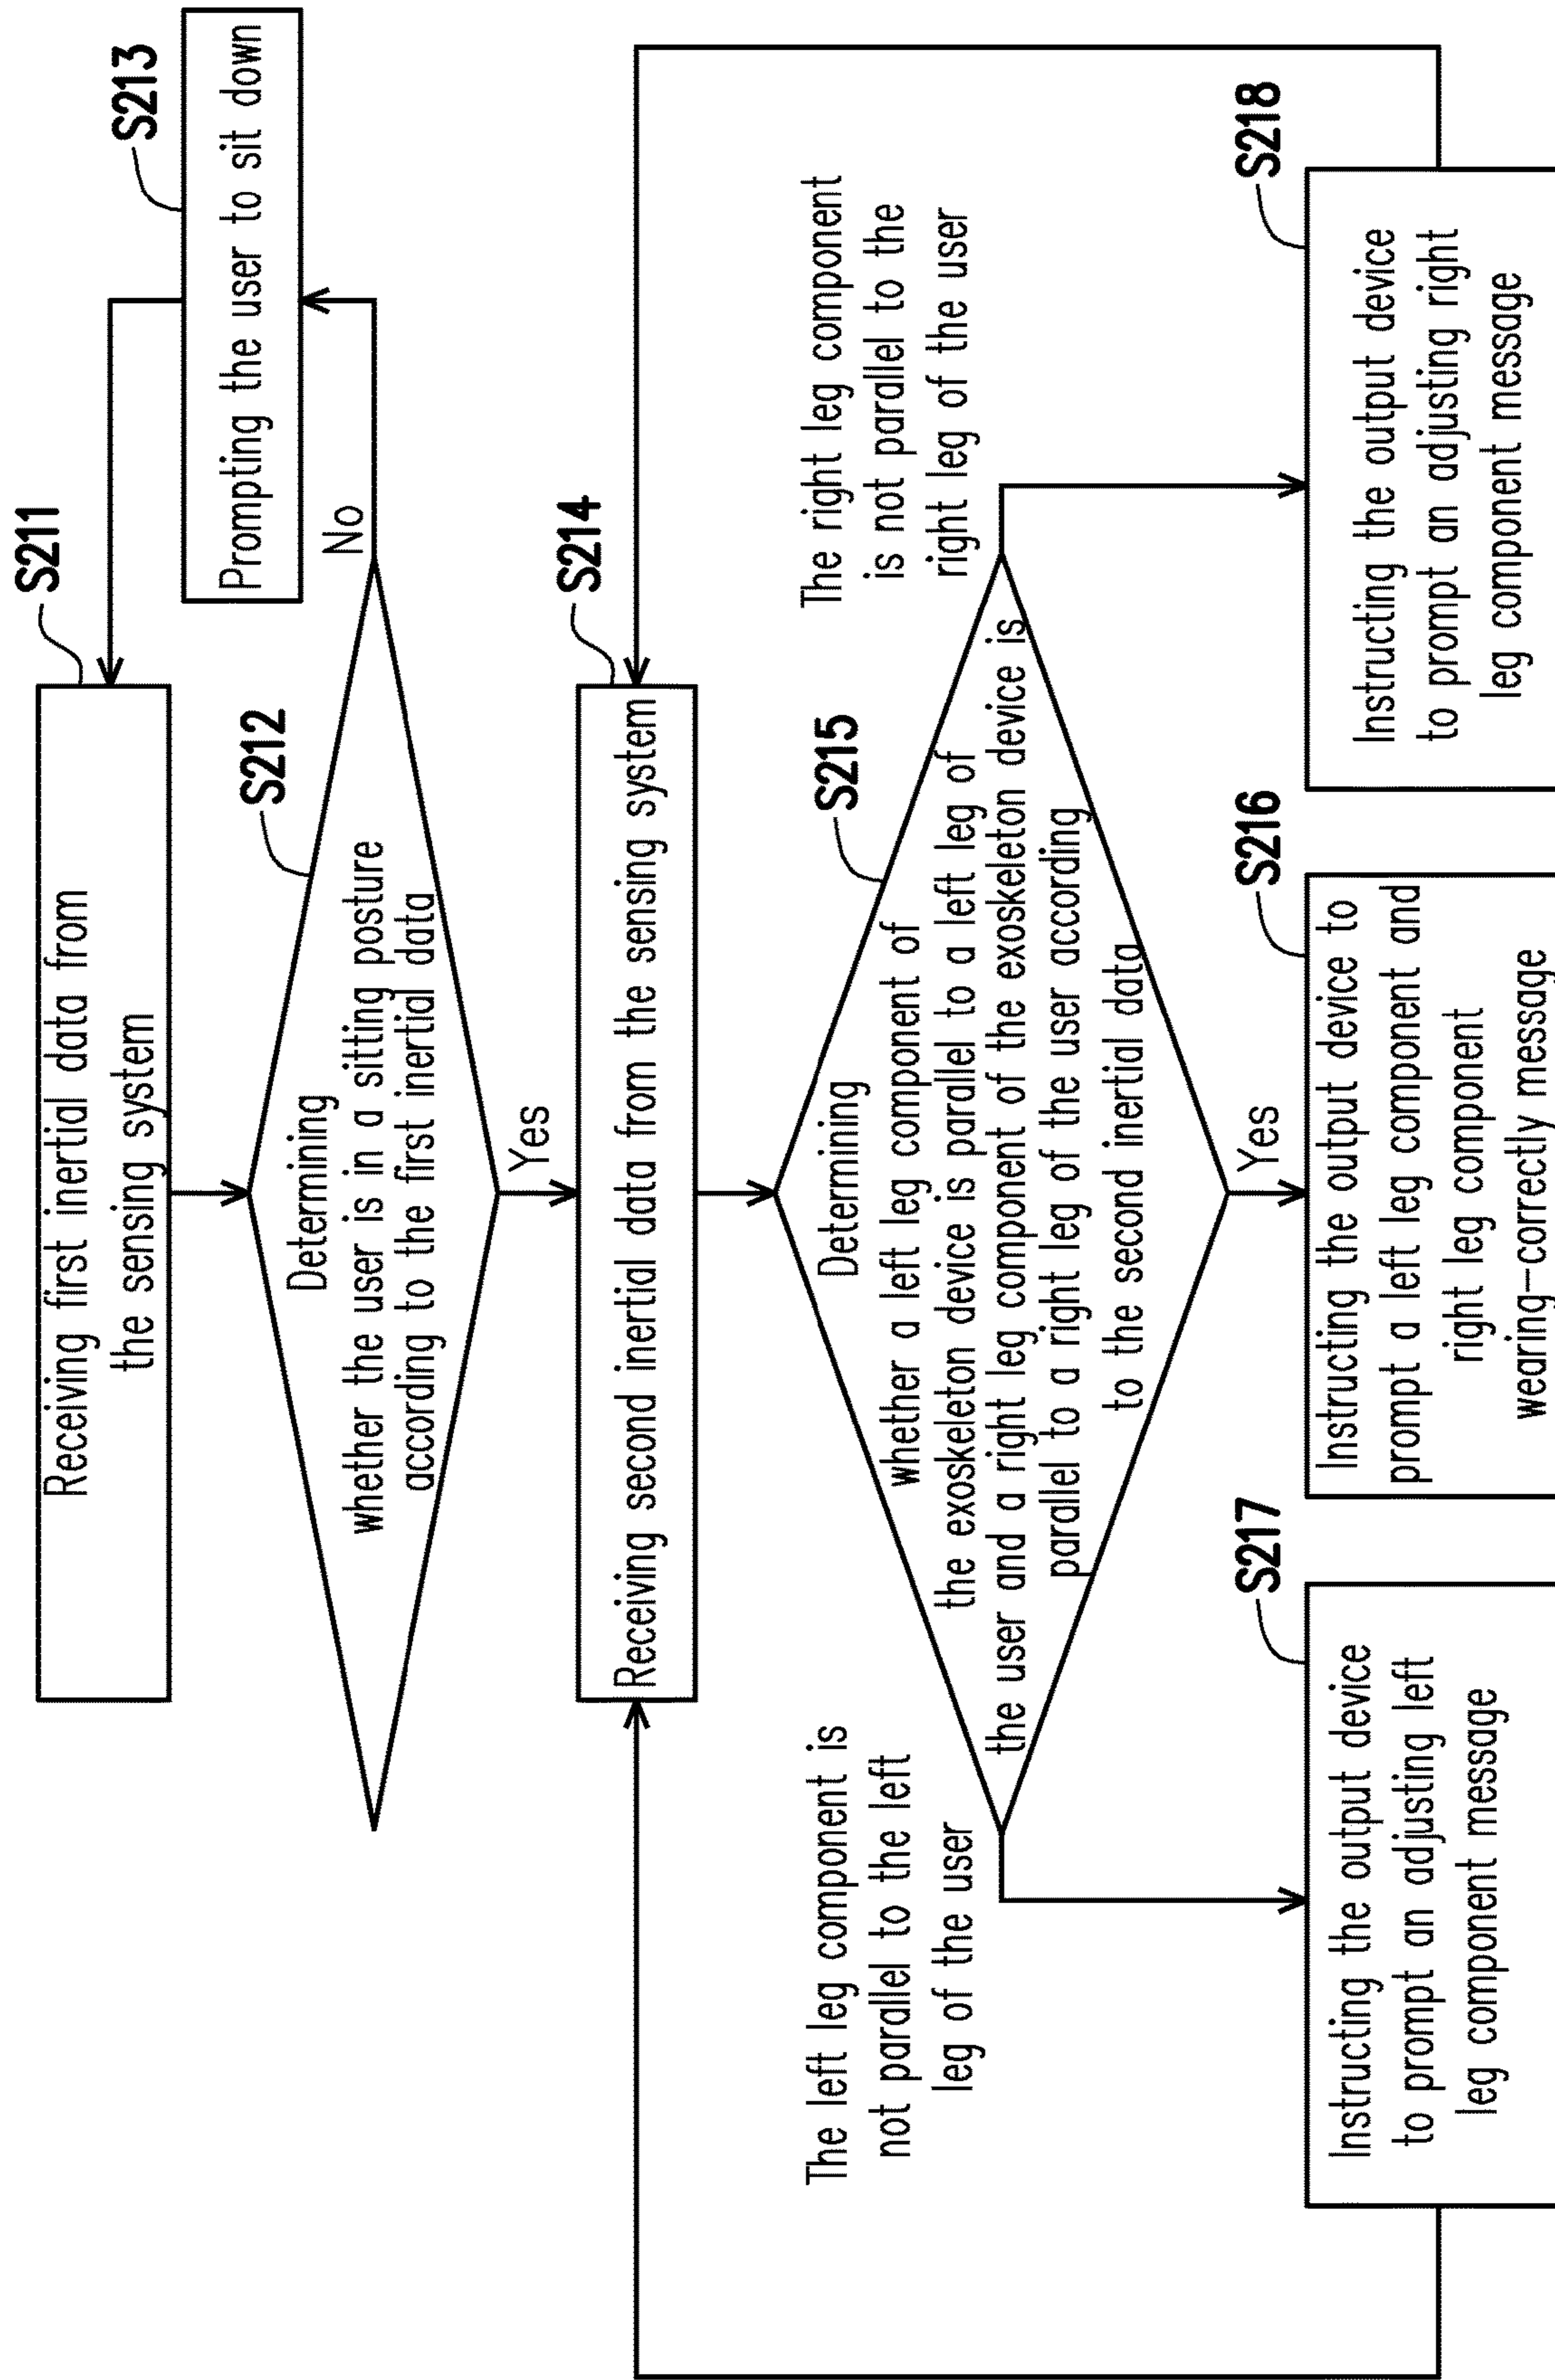 S211
Receiving first inertial data from
the sensing system
S212
Determining
whether the user is in a sitting posture
according to the first inertial data
No
S213
Prompting the user to sit down
Yes
S214
Receiving second inertial data from the sensing system
S215
Determining
whether a left leg component of
the exoskeleton device is parallel to a left leg of
the user and a right leg component of the exoskeleton device is
parallel to a right leg of the user according
to the second inertial data
The left leg component is
not parallel to the left
leg of the user
The right leg component
is not parallel to the
right leg of the user
Yes
S217
Instructing the output device
to prompt an adjusting left
leg component message
S216
Instructing the output device to
prompt a left leg component and
right leg component
wearing-correctly message
S218
Instructing the output device
to prompt an adjusting right
leg component message